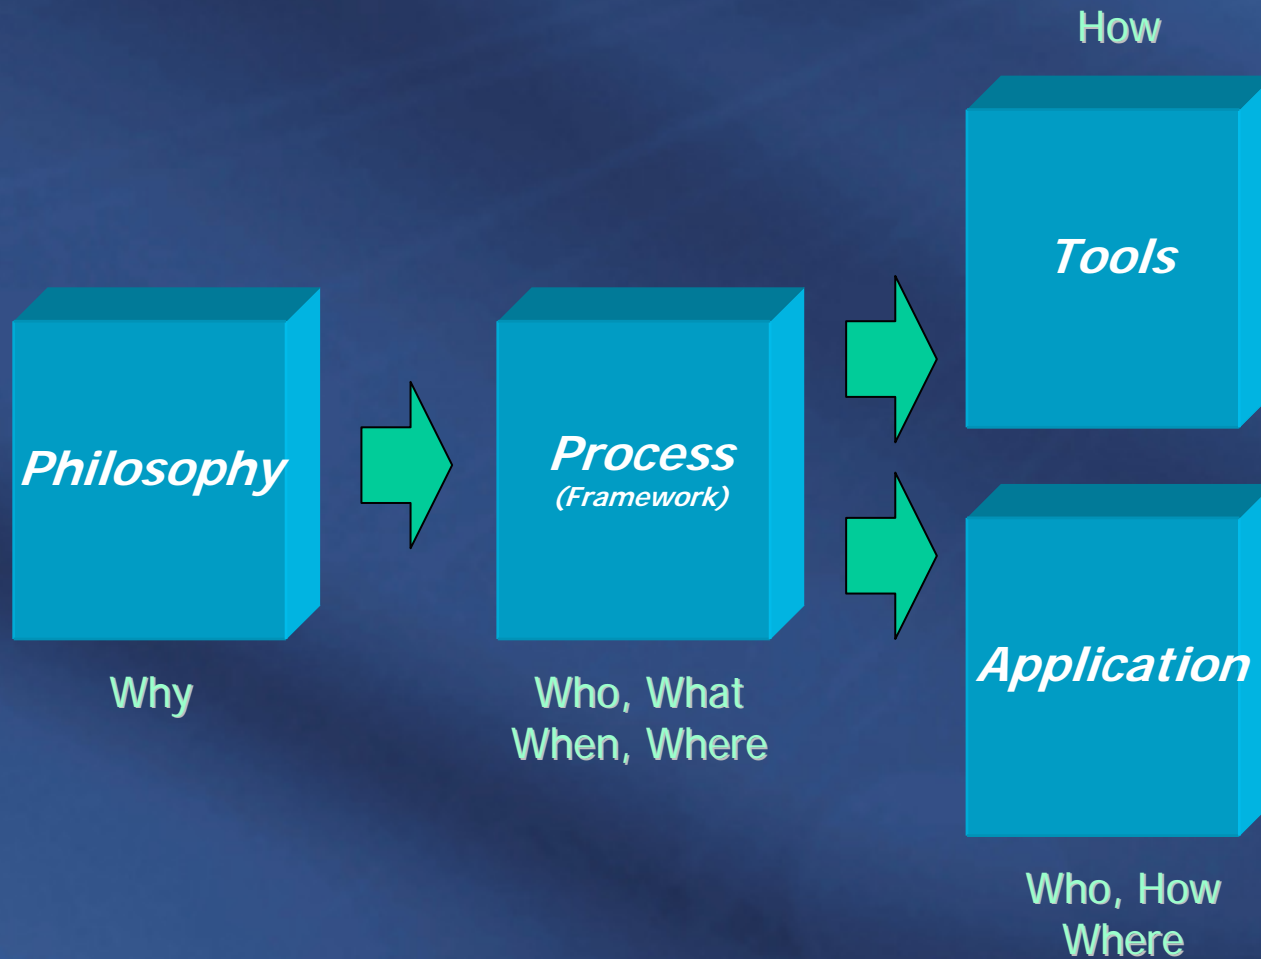 How
Tools
Philosophy
Process
(Framework)
Why
Who, What
When, Where
Application
Who, How
Where